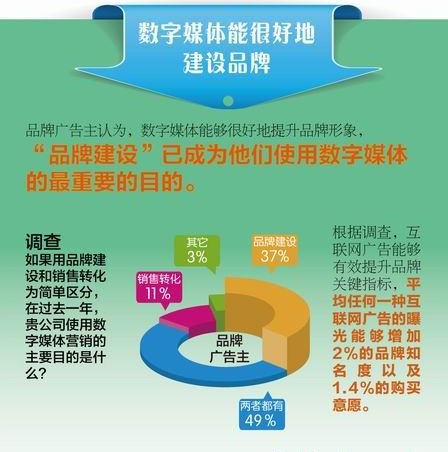 数字媒体能很好地
建设品牌
品牌广告主认为，数字媒体能够很好地提升品牌形象，
“品牌建设”已成为他们使用数字媒体
的最重要的目的。
调查
如果用品牌建
设和销售转化
为简单区分，
在过去一年，
贵公司使用数
字媒体营销的
主要目的是什
么？
其它
3%
品牌建设
37%
销售转化
11%
品牌
广告主
两者都有
49%
根据调查，互
联网广告能够
有效提升品牌
关键指标，平
均任何一种互
联网广告的曝
光能够增加
2%的品牌知
名度以及
1.4%的购买
意愿。